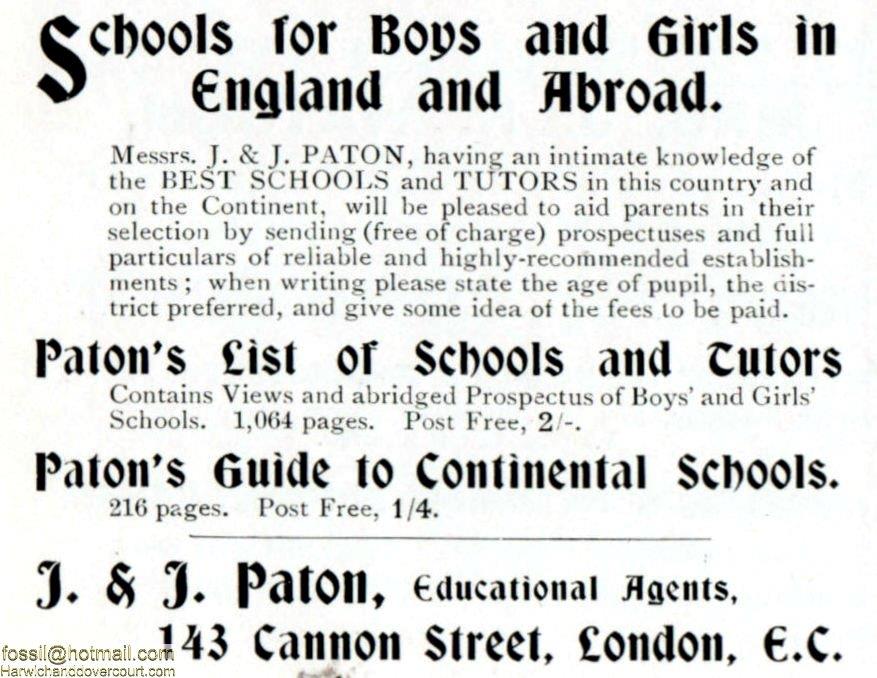 Schools for Boys and Girls in
England and Abroad.
Messrs. J. & J. PATON, having an intimate knowledge of
the BEST SCHOOLS and TUTORS in this country and
on the Continent, will be pleased to aid parents in their
selection by sending (free of charge) prospectuses and full
particulars of reliable and highly-recommended establish-
ments ; when writing please state the age of pupil, the dis-
trict preferred, and give some idea of the fees to be paid.
Paton's List of Schools and Tutors
Contains Views and abridged Prospectus of Boys' and Girls'
Schools. 1,064 pages. Post Free, 2/-.
Paton's Guide to Continental Schools.
216 pages. Post Free, 1/4.
J. & J. Paton, Educational Agents,
143 Cannon Street, London, E.C.
fossil@hotmail.com
Harwichanddovercourt.com